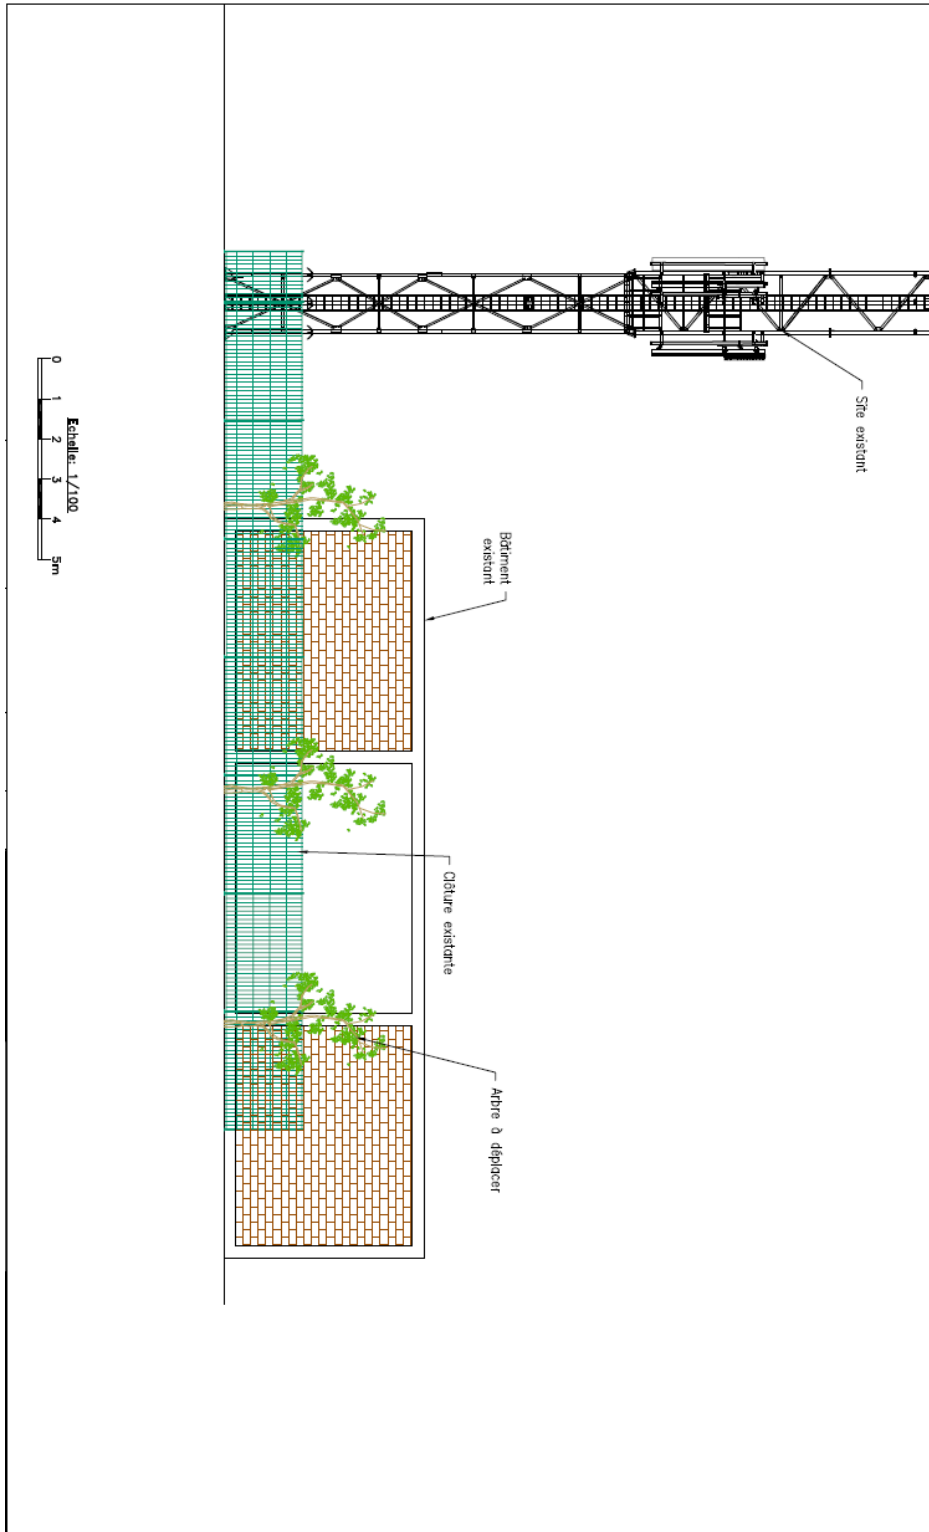 Site existant
Bâtiment
existant
Clôture existante
Arbre à déplacer
Echelle: 1/100
0 1 2 3 4 5m